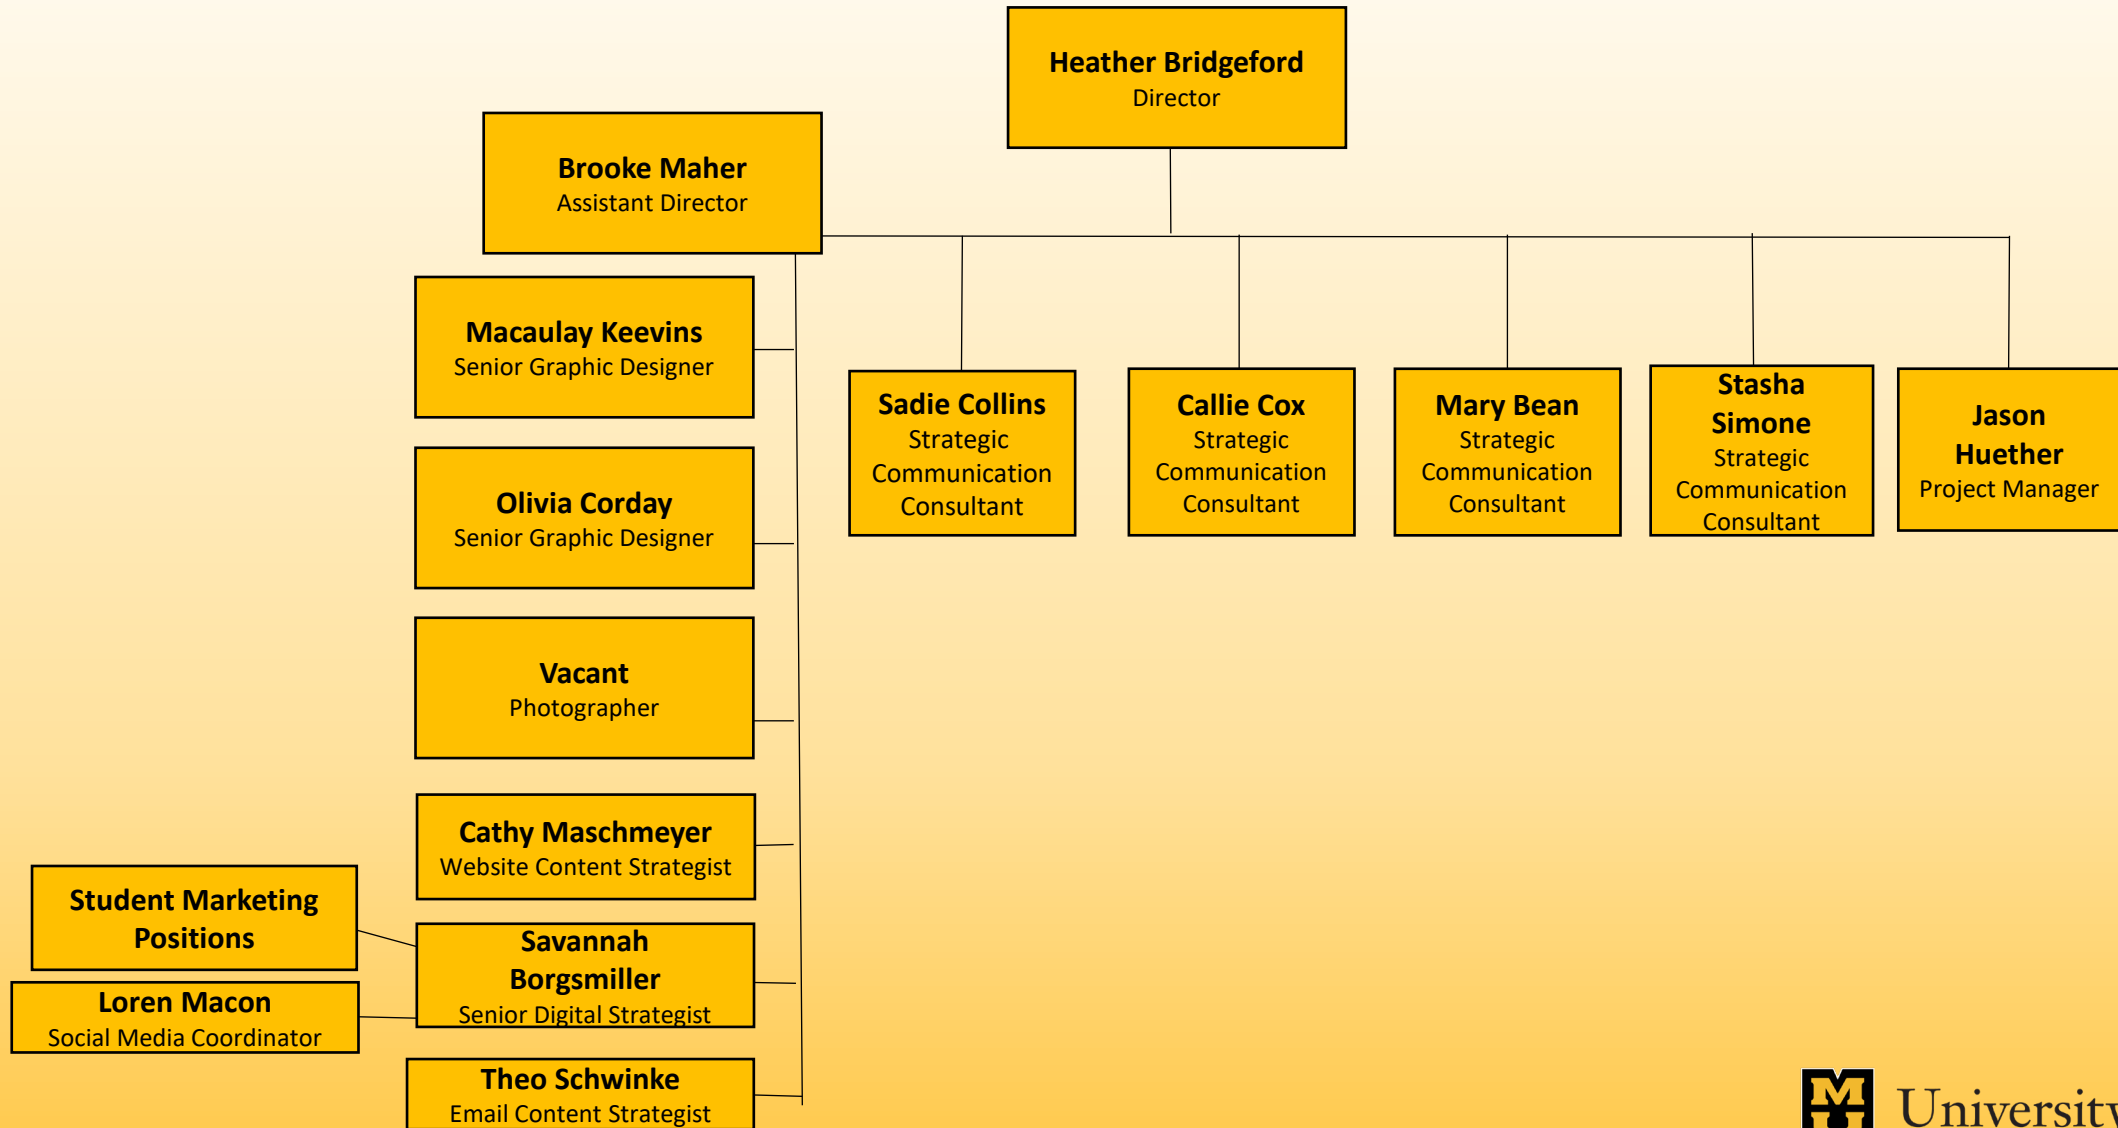 Heather Bridgeford
Director
Brooke Maher
Assistant Director
Macaulay Keevins
Senior Graphic Designer
Olivia Corday
Senior Graphic Designer
Vacant
Photographer
Cathy Maschmeyer
Website Content Strategist
Student Marketing
Positions
Savannah
Borgsmiller
Senior Digital Strategist
Loren Macon
Social Media Coordinator
Theo Schwinke
Email Content Strategist
Sadie Collins
Strategic
Communication
Consultant
Callie Cox
Strategic
Communication
Consultant
Mary Bean
Strategic
Communication
Consultant
Stasha
Simone
Strategic
Communication
Consultant
Jason
Huether
Project Manager
MU
University